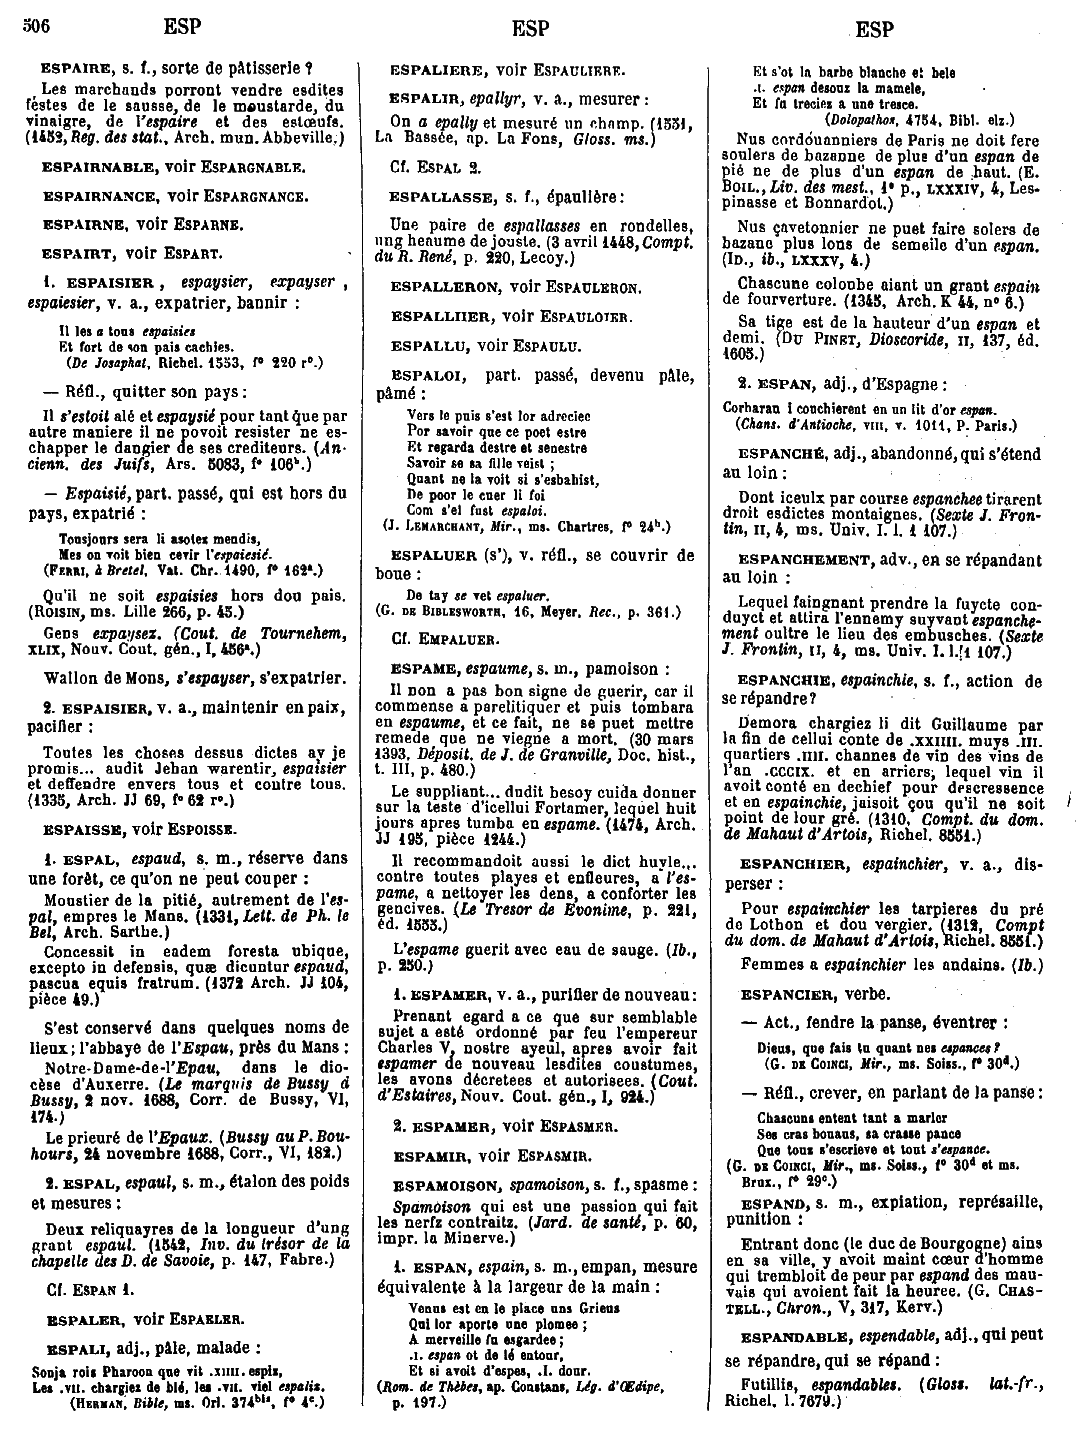 506 ESP ESP ESP
ESPAIRE, s. f., sorte de pâtisserie ?
Les marchands porront vendre esdites
festes de le sausse, de le moustarde, du
vinaigre, de l'espaire et des estœufs.
(1452, Reg. des stat., Arch. mun. Abbeville.)
ESPAIRNABLE, voir ESPARGNABLE.
ESPAIRNANCE, voir ESPARGNANCE.
ESPAIRNE, voir ESPARNE.
ESPAIRT, voir ESPART.
1. ESPAISIER, espaysier, expayser,
espaiesier, v. a., expatrier, bannir :
Il les a tous espaisies
Et fort de son pais cachies.
(De Josaphat, Richel. 1553, f° 220 r°.)
— Réfl., quitter son pays :
Il s'estoit alé et espaysié pour tant que par
autre maniere il ne povoit resister ne es-
chapper le dangier de ses crediteurs. (An-
cienn. des Juifs, Ars. 5083, f° 106ᵇ.)
— Espaisié, part. passé, qui est hors du
pays, expatrié :
Tousjours sera li asotez mendis,
Mes on voit bien cevir l'espaiesié.
(FERRI, à Bretel, Vat. Chr. 1490, f° 162ᵃ.)
Qu'il ne soit espaisies hors dou pais.
(ROISIN, ms. Lille 266, p. 45.)
Gens expaysez. (Cout. de Tournehem,
XLIX, Nouv. Cout. gén., I, 456ᵃ.)
Wallon de Mons, s'espayser, s'expatrier.
2. ESPAISIER, v. a., maintenir en paix,
pacifier :
Toutes les choses dessus dictes ay je
promis... audit Jehan warentir, espaisier
et deffendre envers tous et contre tous.
(1335, Arch. JJ 69, f° 62 r°.)
ESPAISSE, voir ESPOISSE.
1. ESPAL, espaud, s. m., réserve dans
une forêt, ce qu'on ne peut couper :
Moustier de la pitié, autrement de l'es-
pal, empres le Mans. (1331, Lett. de Ph. le
Bel, Arch. Sarthe.)
Concessit in eadem foresta ubique,
excepto in defensis, quæ dicuntur espaud,
pascua equis fratrum. (1372 Arch. JJ 104,
pièce 49.)
S'est conservé dans quelques noms de
lieux ; l'abbaye de l'Espau, près du Mans :
Notre-Dame-de-l'Epau, dans le dio-
cèse d'Auxerre. (Le marquis de Bussy à
Bussy, 2 nov. 1688, Corr. de Bussy, VI,
174.)
Le prieuré de l'Epaux. (Bussy au P. Bou-
hours, 24 novembre 1688, Corr., VI, 182.)
2. ESPAL, espaul, s. m., étalon des poids
et mesures :
Deux reliquayres de la longueur d'ung
grant espaul. (1542, Inv. du trésor de la
chapelle des D. de Savoie, p. 147, Fabre.)
Cf. ESPAN 1.
ESPALER, voir ESPAELER.
ESPALI, adj., pâle, malade :
Sonja rois Pharoon que vit .XIIII. espiz,
Les .VII. chargiez de blé, les .VII. viel espaliz.
(HERMAN, Bible, ms. Orl. 374ᵇⁱˢ, f° 4ᶜ.)
ESPALIERE, voir ESPAULIERE.
ESPALIR, epallyr, v. a., mesurer :
On a epally et mesuré un champ. (1531,
La Bassée, ap. La Fons, Gloss. ms.)
Cf. ESPAL 2.
ESPALLASSE, s. f., épaulière :
Une paire de espallasses en rondelles,
ung heaume de jouste. (3 avril 1448, Compt.
du R. René, p. 220, Lecoy.)
ESPALLERON, voir ESPAULERON.
ESPALLIIER, voir ESPAULOIER.
ESPALLU, voir ESPAULU.
ESPALOI, part. passé, devenu pâle,
pâmé :
Vers le puis s'est lor adreciec
Por savoir que ce poet estre
Et regarda destre et senestre
Savoir se sa fille veist ;
Quant ne la voit si s'esbahist,
De poor le cuer li foi
Com s'el fust espaloi.
(J. LEMARCHANT, Mir., ms. Chartres, f° 24ᵇ.)
ESPALUER (s'), v. réfl., se couvrir de
boue :
De tay se vet espaluer.
(G. DE BIBLESWORTH, 16, Meyer, Rec., p. 361.)
Cf. EMPALUER.
ESPAME, espaume, s. m., pamoison :
Il non a pas bon signe de guerir, car il
commense a parelitiquer et puis tombara
en espaume, et ce fait, ne se puet mettre
remede que ne viegne a mort. (30 mars
1393, Déposit. de J. de Granville, Doc. hist.,
t. III, p. 480.)
Le suppliant... dudit besoy cuida donner
sur la teste d'icellui Fortamer, lequel huit
jours apres tumba en espame. (1474, Arch.
JJ 195, pièce 1244.)
Il recommandoit aussi le dict huyle...
contre toutes playes et enfleures, a l'es-
pame, a nettoyer les dens, a conforter les
gencives. (Le Tresor de Evonime, p. 221,
éd. 1555.)
L'espame guerit avec eau de sauge. (Ib.,
p. 250.)
1. ESPAMER, v. a., purifier de nouveau :
Prenant egard a ce que sur semblable
sujet a esté ordonné par feu l'empereur
Charles V, nostre ayeul, apres avoir fait
espamer de nouveau lesdites coustumes,
les avons décretees et autorisees. (Cout.
d'Estaires, Nouv. Cout. gén., I, 924.)
2. ESPAMER, voir ESPASMER.
ESPAMIR, voir ESPASMIR.
ESPAMOISON, spamoison, s. f., spasme :
Spamoison qui est une passion qui fait
les nerfz contraitz. (Jard. de santé, p. 60,
impr. la Minerve.)
1. ESPAN, espain, s. m., empan, mesure
équivalente à la largeur de la main :
Venus est en le place uns Grieus
Qui lor aporte une plomee ;
A merveille fu esgardee ;
.I. espan ot de lé entour,
Et si avoit d'espes, .I. dour.
(Rom. de Thèbes, ap. Constans, Lég. d'Œdipe,
p. 197.)
Et s'ot la barbe blanche et bele
.I. espan desouz la mamele,
Et fu treciez a une tresce.
(Dolopathos, 4754, Bibl. elz.)
Nus cordouanniers de Paris ne doit fere
soulers de bazenne de plus d'un espan de
pié ne de plus d'un espan de haut. (E.
BOIL., Liv. des mest., 1ᵉ p., LXXXIV, 4, Les-
pinasse et Bonnardot.)
Nus çavetonnier ne puet faire solers de
bazane plus lons de semelle d'un espan.
(ID., ib., LXXXV, 4.)
Chascune colonbe aiant un grant espain
de fourverture. (1345, Arch. K 44, n° 6.)
Sa tige est de la hauteur d'un espan et
demi. (DU PINET, Dioscoride, II, 137, éd.
1605.)
2. ESPAN, adj., d'Espagne :
Corbaran i couchierent en un lit d'or espan.
(Chans. d'Antioche, VIII, v. 1011, P. Paris.)
ESPANCHÉ, adj., abandonné, qui s'étend
au loin :
Dont iceulx par course espanchee tirarent
droit esdictes montaignes. (Sexte J. Fron-
tin, II, 4, ms. Univ. I. l. 1 107.)
ESPANCHEMENT, adv., en se répandant
au loin :
Lequel faingnant prendre la fuycte con-
duyct et attira l'ennemy suyvant espanche-
ment oultre le lieu des embusches. (Sexte
J. Frontin, II, 4, ms. Univ. I. l. 1 107.)
ESPANCHIE, espainchie, s. f., action de
se répandre ?
Demora chargiez li dit Guillaume par
la fin de cellui conte de .XXIIII. muys .III.
quartiers .IIII. channes de vin des vins de
l'an .CCCIX. et en arriers, lequel vin il
avoit conté en dechief pour descressence
et en espainchie, jaisoit çou qu'il ne soit
point de lour gré. (1310, Compt. du dom.
de Mahaut d'Artois, Richel. 8551.)
ESPANCHIER, espainchier, v. a., dis-
perser :
Pour espainchier les tarpieres du pré
de Lothon et dou vergier. (1312, Compt
du dom. de Mahaut d'Artois, Richel. 8551.)
Femmes a espainchier les andains. (Ib.)
ESPANCIER, verbe.
— Act., fendre la panse, éventrer :
Dieus, que fais tu quant nes espances ?
(G. DE COINCI, Mir., ms. Soiss., f° 30ᵈ.)
— Réfl., crever, en parlant de la panse :
Chascuns entent tant a marler
Ses cras bouaus, sa crasse pance
Que touz s'escrieve et tout s'espance.
(G. DE COINCI, Mir., ms. Soiss., f° 30ᵈ et ms.
Brux., f° 29ᶜ.)
ESPAND, s. m., expiation, représaille,
punition :
Entrant donc (le duc de Bourgogne) ains
en sa ville, y avoit maint cœur d'homme
qui trembloit de peur par espand des mau-
vais qui avoient fait la heuree. (G. CHAS-
TELL., Chron., V, 317, Kerv.)
ESPANDABLE, espendable, adj., qui peut
se répandre, qui se répand :
Futillis, espandables. (Gloss. lat.-fr.,
Richel. l. 7679.)